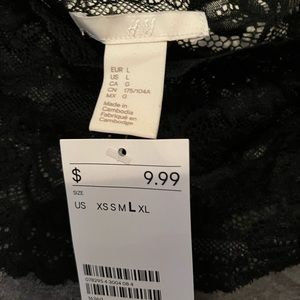 H&M
EUR L
US L
CA G
CN 175/104A
MX G
Made in
Cambodia
Fabriqué en
Cambodge
$ 9.99
SIZE
US XS S M L XL